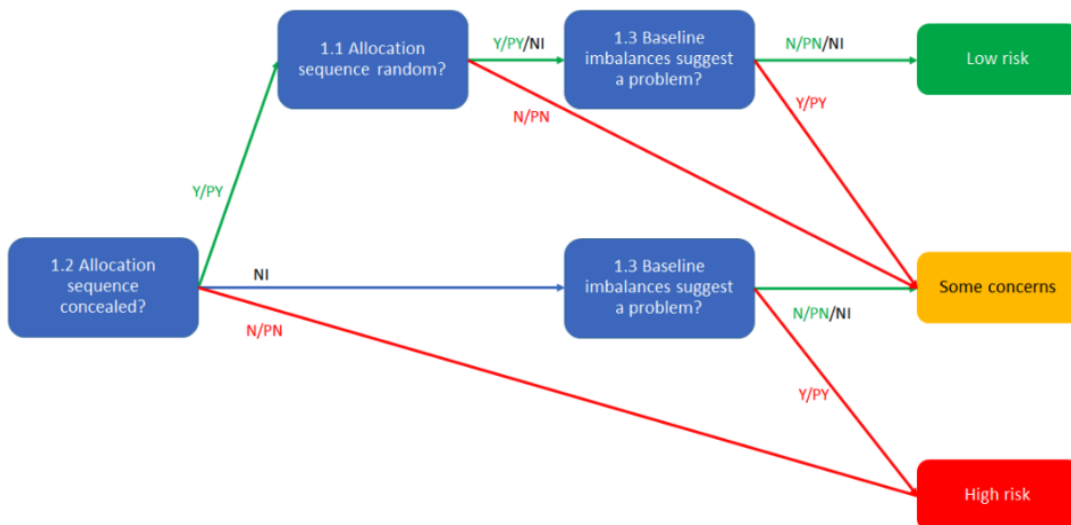 1.1 Allocation
sequence random?
Y/PY/NI
1.3 Baseline
imbalances suggest
a problem?
N/PN/NI
Low risk
N/PN
Y/PY
Y/PY
1.2 Allocation
sequence
concealed?
NI
1.3 Baseline
imbalances suggest
a problem?
Some concerns
N/PN/NI
N/PN
Y/PY
High risk